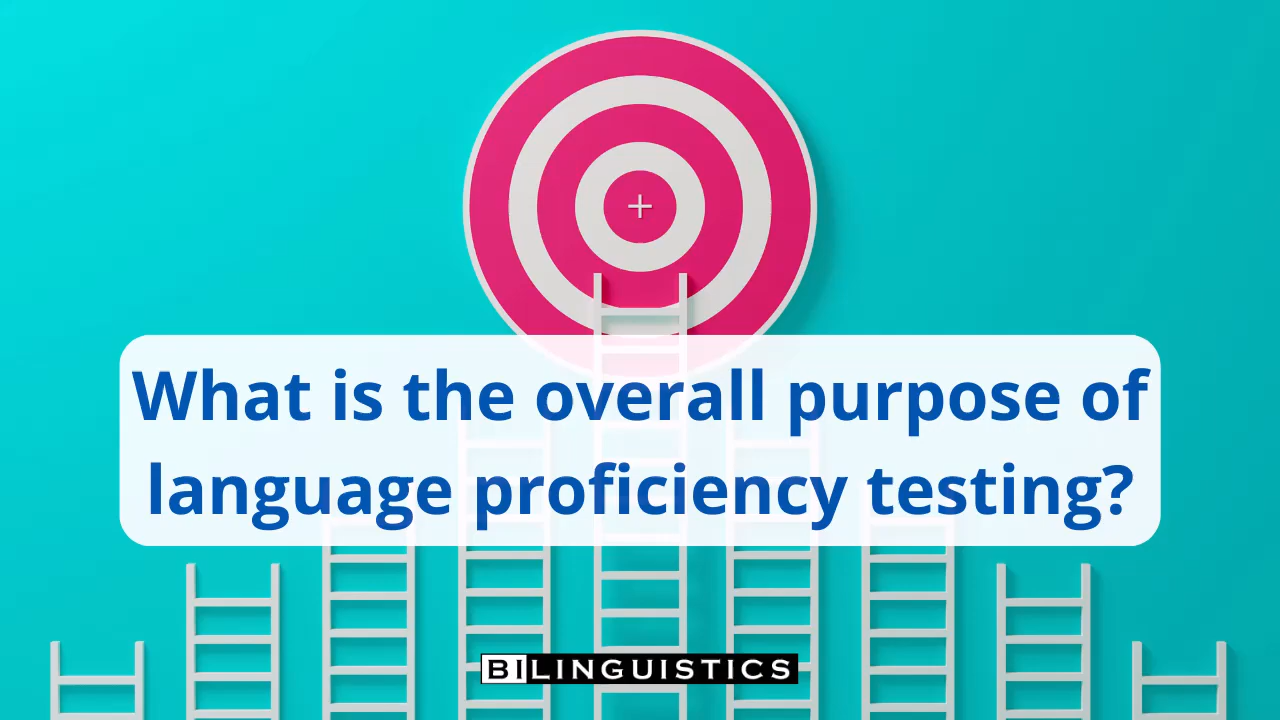 What is the overall purpose of
language proficiency testing?
BILINGUISTICS